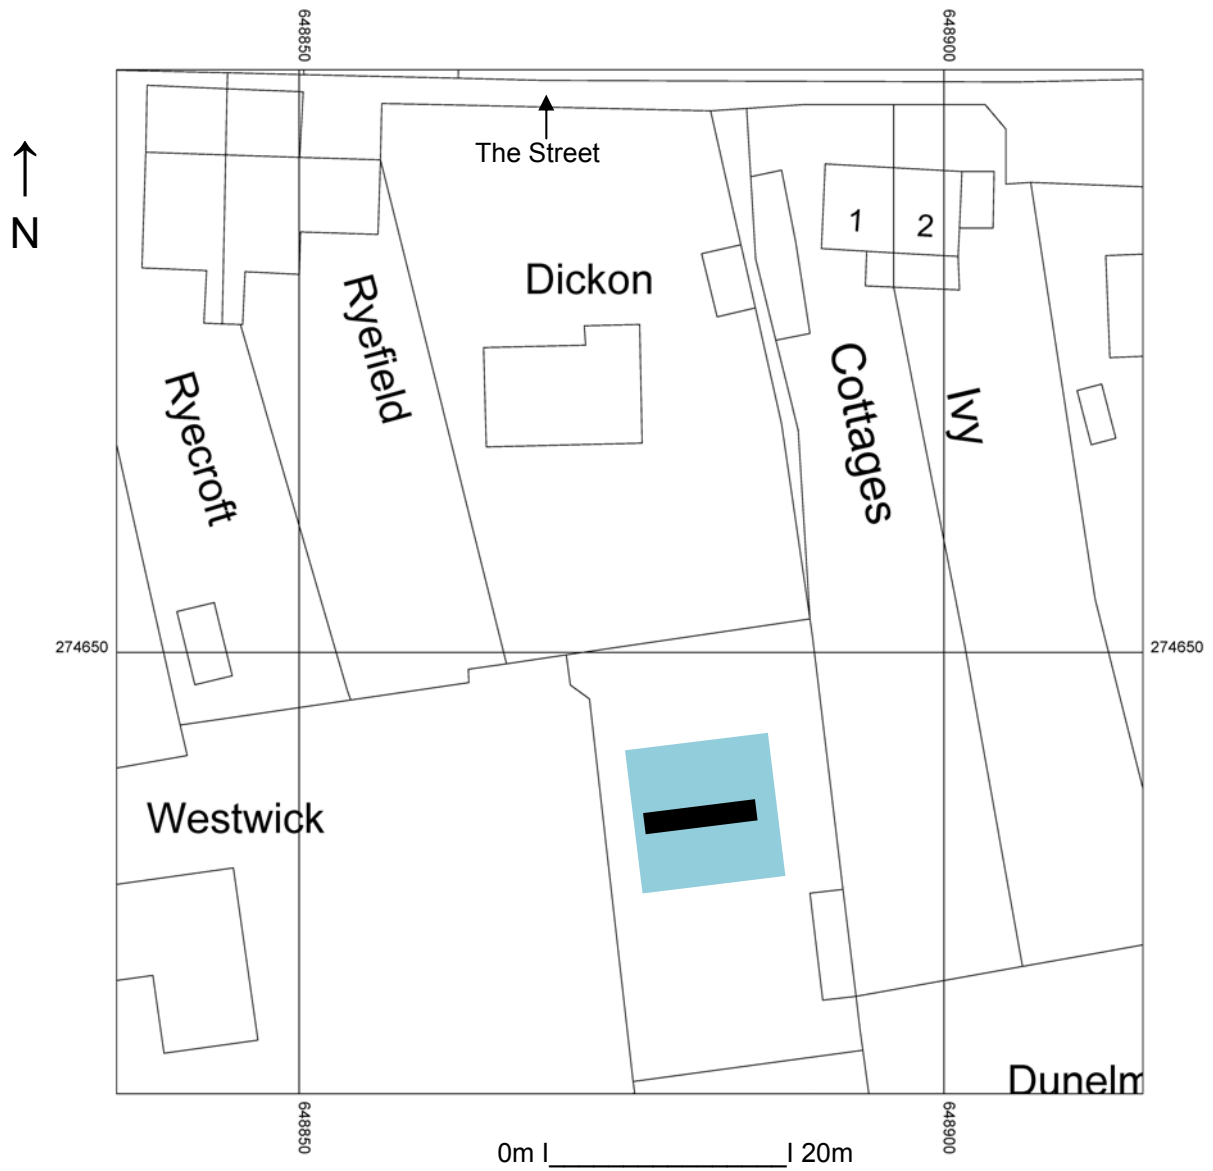 648850
648900
The Street
N
1
2
Dickon
Ryefield
Ryecroft
Cottages
Ivy
274650
274650
Westwick
Dunelm
648850
648900
0m I________________I 20m